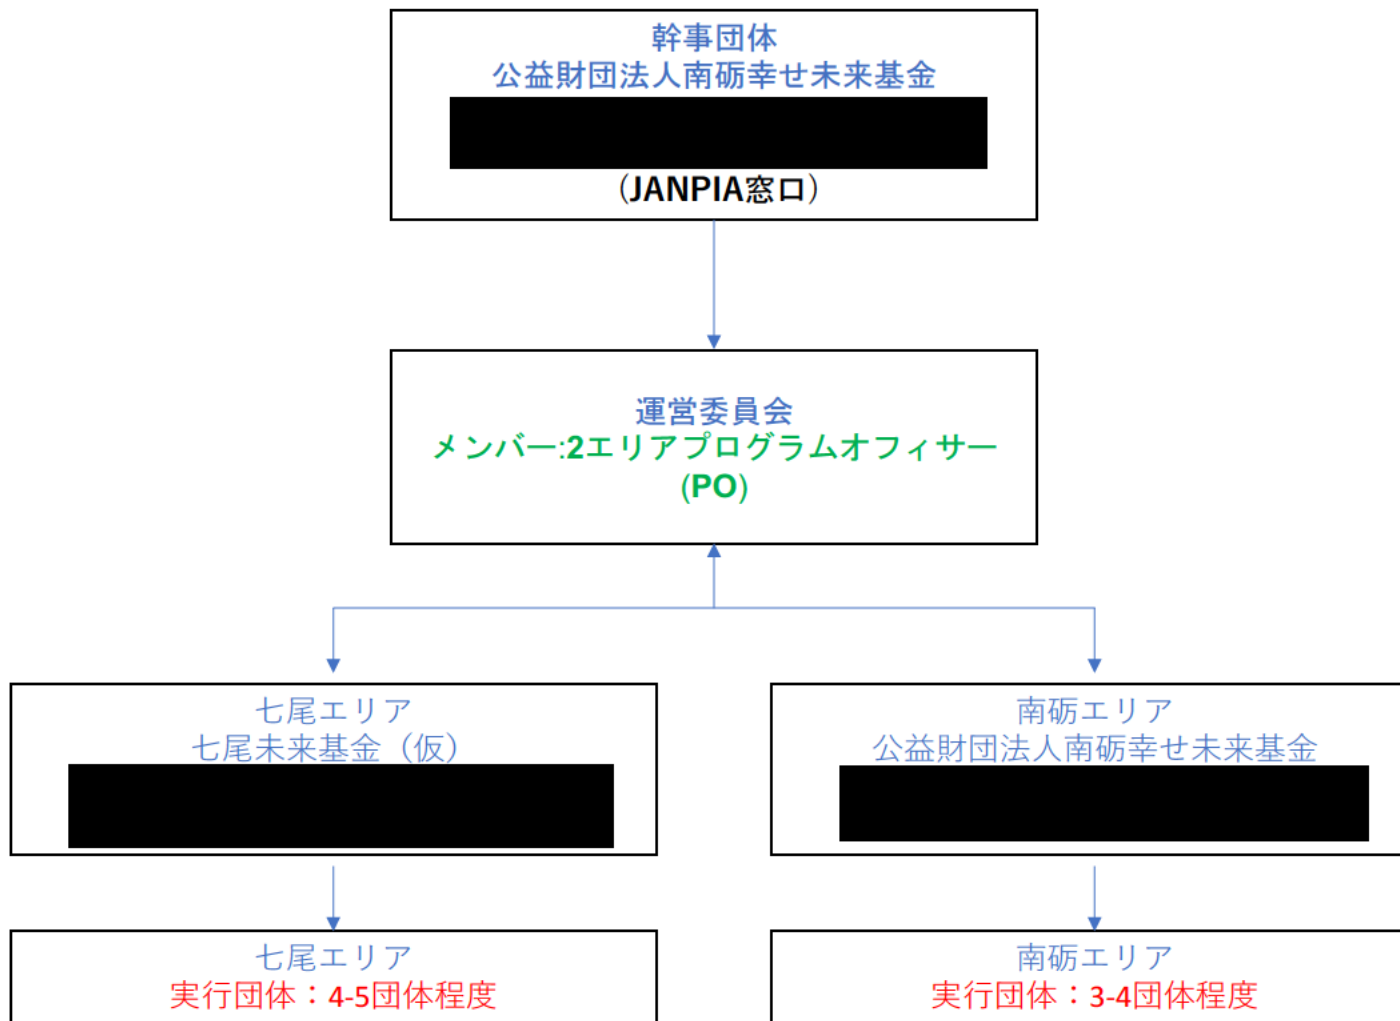 幹事団体
公益財団法人南砺幸せ未来基金
（JANPIA窓口）
運営委員会
メンバー:2エリアプログラムオフィサー
(PO)
七尾エリア
七尾未来基金（仮）
南砺エリア
公益財団法人南砺幸せ未来基金
七尾エリア
実行団体：4-5団体程度
南砺エリア
実行団体：3-4団体程度